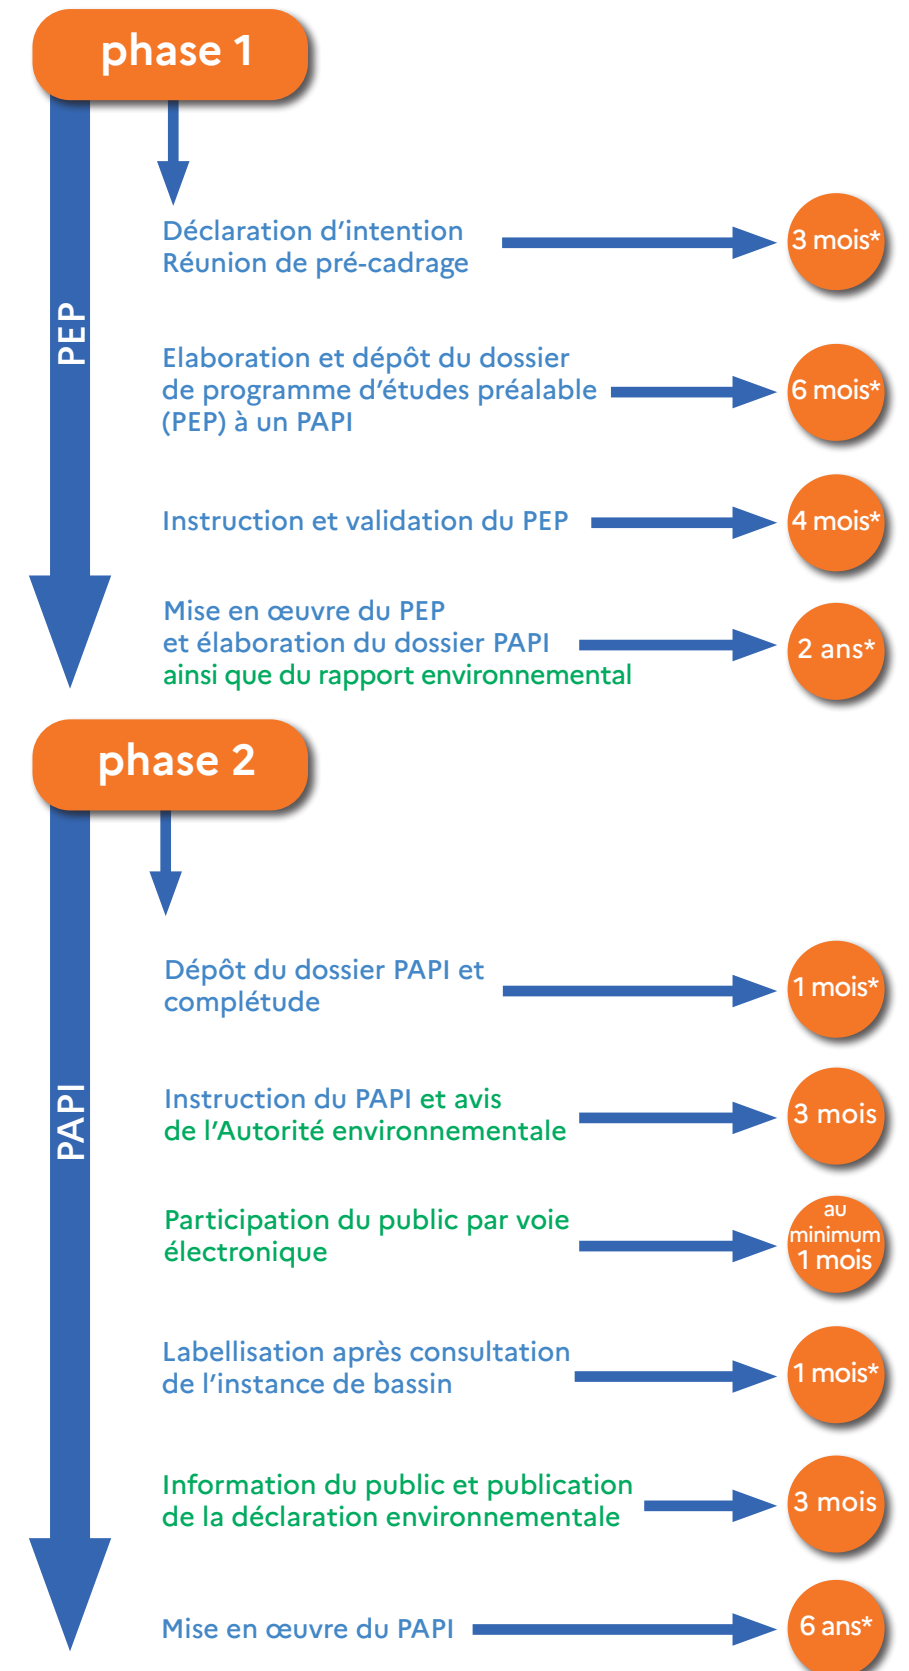 phase 1
PEP
Déclaration d'intention
Réunion de pré-cadrage
3 mois*
Elaboration et dépôt du dossier
de programme d'études préalable
(PEP) à un PAPI
6 mois*
Instruction et validation du PEP
4 mois*
Mise en œuvre du PEP
et élaboration du dossier PAPI
ainsi que du rapport environnemental
2 ans*
phase 2
PAPI
Dépôt du dossier PAPI et
complétude
1 mois*
Instruction du PAPI et avis
de l'Autorité environnementale
3 mois
Participation du public par voie
électronique
au
minimum
1 mois
Labellisation après consultation
de l'instance de bassin
1 mois*
Information du public et publication
de la déclaration environnementale
3 mois
Mise en œuvre du PAPI
6 ans*